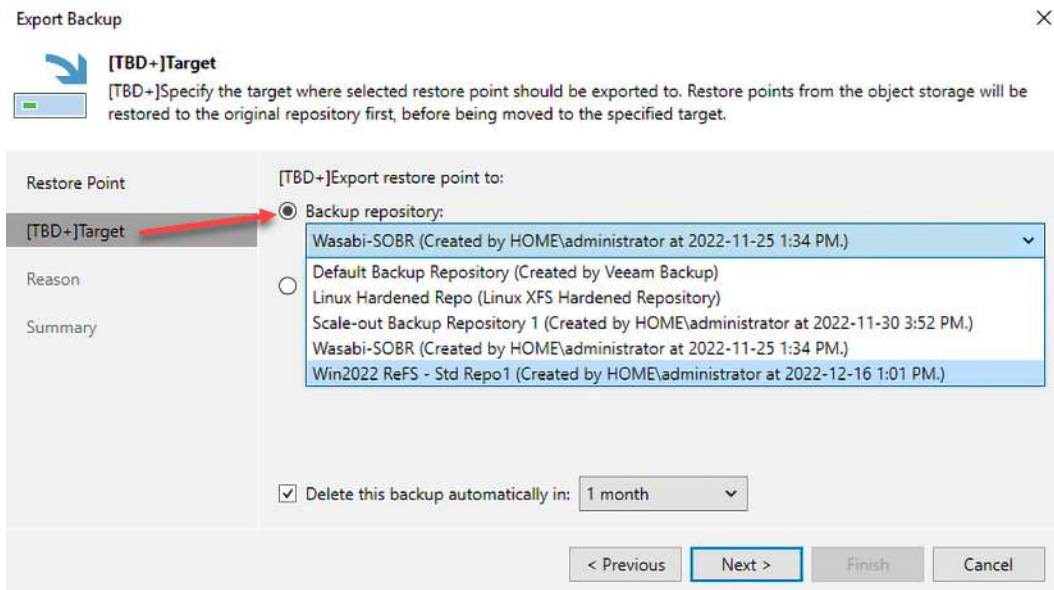 Export Backup
[TBD+]Target
[TBD+]Specify the target where selected restore point should be exported to. Restore points from the object storage will be
restored to the original repository first, before being moved to the specified target.
Restore Point
[TBD+]Target
Reason
Summary
[TBD+]Export restore point to:
Backup repository:
Wasabi-SOBR (Created by HOME\administrator at 2022-11-25 1:34 PM.)
Default Backup Repository (Created by Veeam Backup)
Linux Hardened Repo (Linux XFS Hardened Repository)
Scale-out Backup Repository 1 (Created by HOME\administrator at 2022-11-30 3:52 PM.)
Wasabi-SOBR (Created by HOME\administrator at 2022-11-25 1:34 PM.)
Win2022 ReFS - Std Repo1 (Created by HOME\administrator at 2022-12-16 1:01 PM.)
Delete this backup automatically in: 1 month
< Previous
Next >
Finish
Cancel